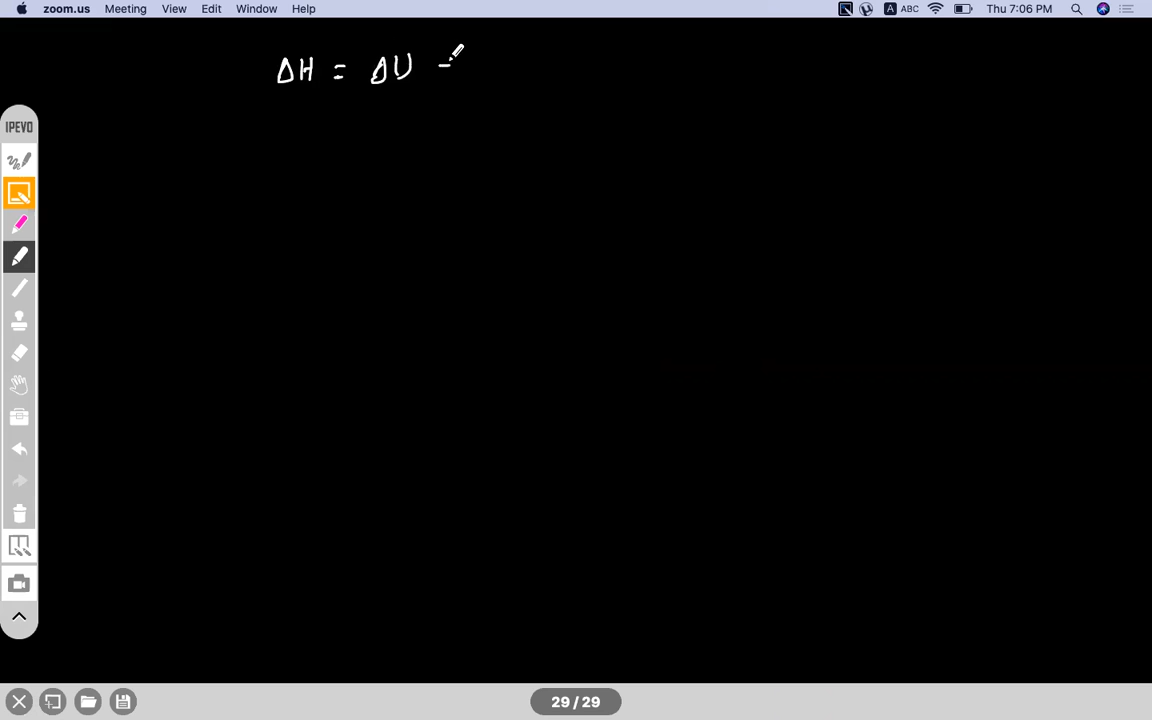 zoom.us Meeting View Edit Window Help A ABC Thu 7:06 PM
ΔH = ΔU -
IPEVO
29 / 29